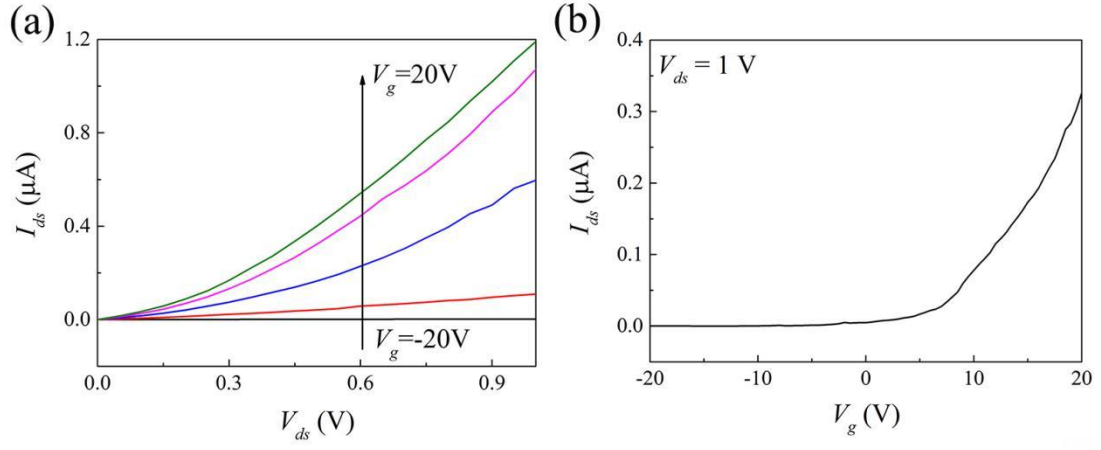 (a)
1.2
0.8
0.4
0.0
I_ds (μA)
V_g=20V
V_g=-20V
0.0 0.3 0.6 0.9
V_ds (V)
(b)
0.4
0.3
0.2
0.1
0.0
I_ds (μA)
V_ds = 1 V
-20 -10 0 10 20
V_g (V)